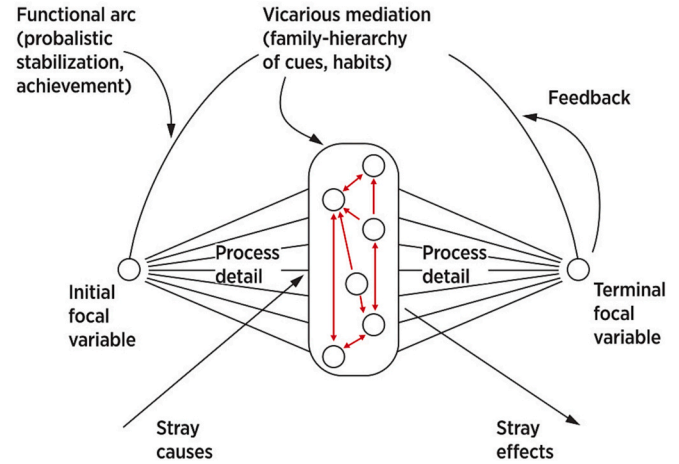 Functional arc
(probalistic
stabilization,
achievement)
Vicarious mediation
(family-hierarchy
of cues, habits)
Feedback
Process
detail
Process
detail
Initial
focal
variable
Terminal
focal
variable
Stray
causes
Stray
effects